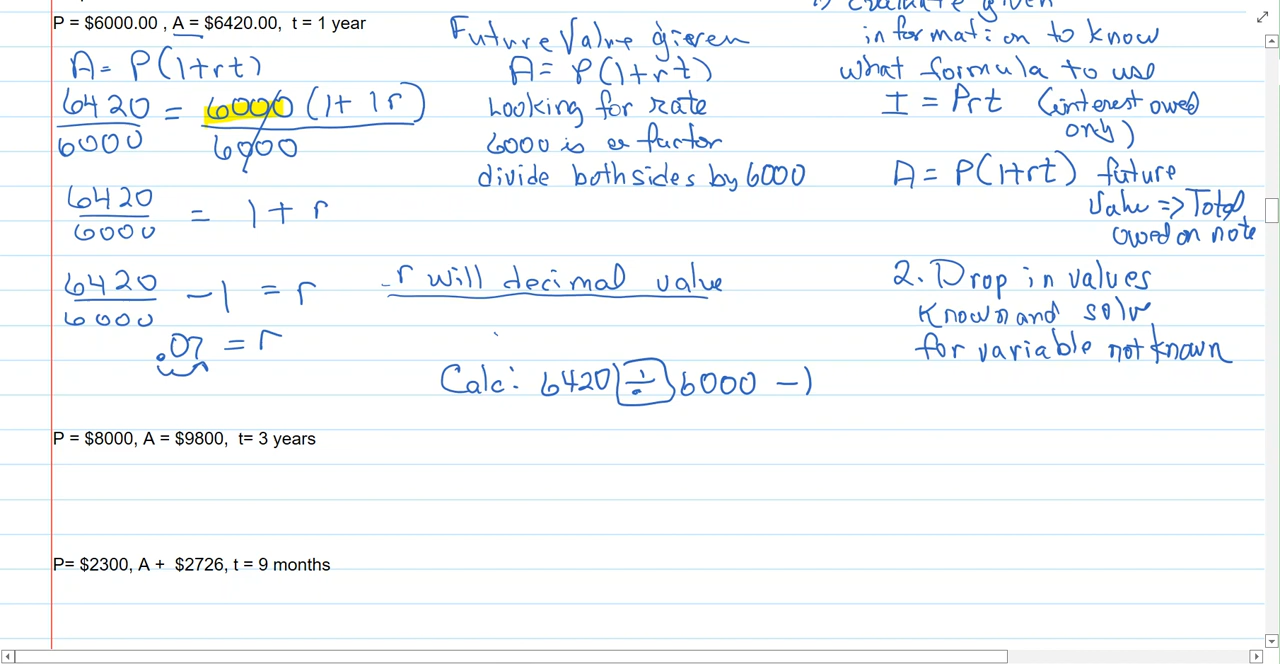 P = $6000.00 , A = $6420.00, t = 1 year
A = P(1+rt)
6420 = 6000 (1+ 1r)
6000 6000
6420 = 1 + r
6000
6420 - 1 = r
6000
.07 = r
Future Value given
A = P(1+rt)
Looking for rate
6000 is a factor
divide both sides by 6000
r will decimal value
Calc: 6420 ÷ 6000 - 1
1) Evaluate given
information to know
what formula to use
I = Prt (interest owed
only)
A = P(1+rt) future
Value => Total
owed on note
2. Drop in values
Known and solve
for variable not known
P = $8000, A = $9800, t= 3 years
P= $2300, A + $2726, t = 9 months